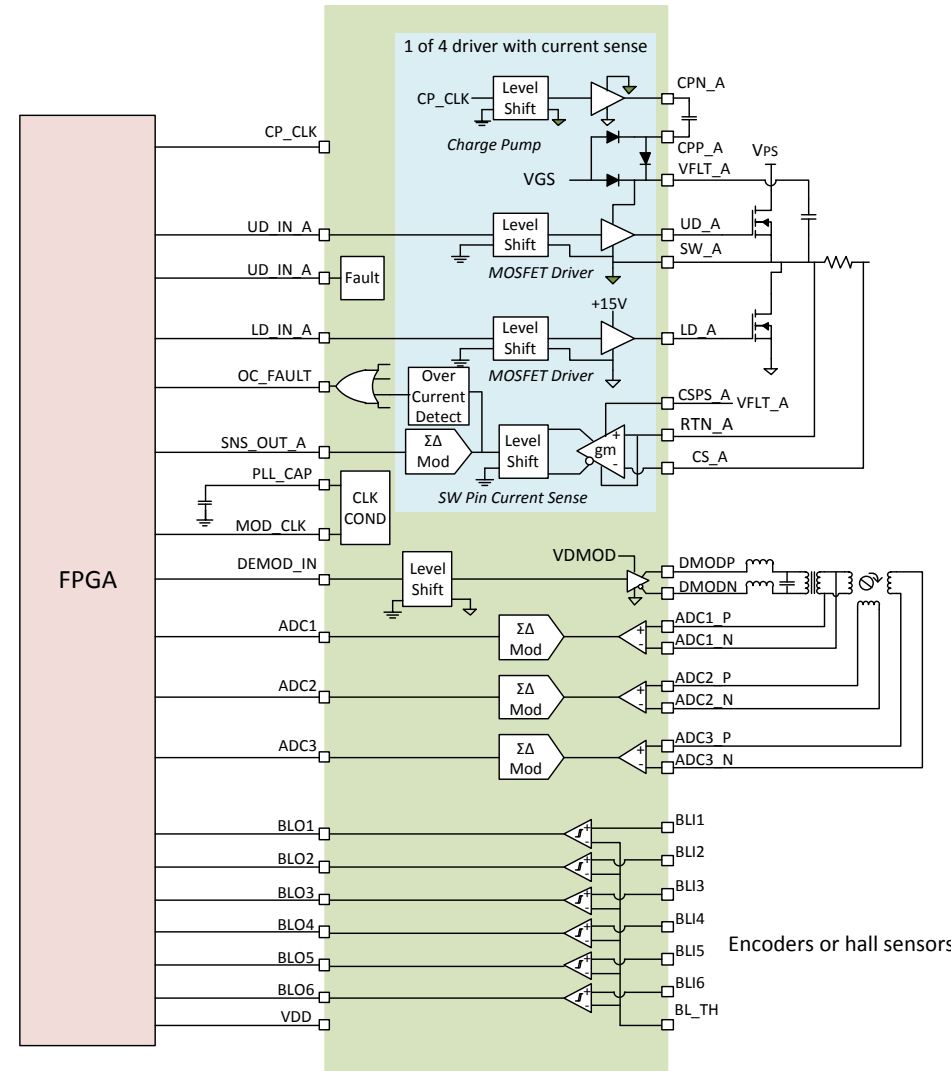 1 of 4 driver with current sense
CP_CLK
Level
Shift
CPN_A
CP_CLK
Charge Pump
CPP_A
VGS
VFLT_A
VPS
UD_IN_A
Level
Shift
UD_A
SW_A
MOSFET Driver
UD_IN_A
Fault
+15V
LD_IN_A
Level
Shift
LD_A
MOSFET Driver
OC_FAULT
Over
Current
Detect
CSPS_A
VFLT_A
RTN_A
SNS_OUT_A
ΣΔ
Mod
Level
Shift
+
gm
-
CS_A
SW Pin Current Sense
PLL_CAP
CLK
COND
MOD_CLK
FPGA
DEMOD_IN
Level
Shift
VDMOD
DMODP
DMODN
ADC1
ΣΔ
Mod
+
-
ADC1_P
ADC1_N
ADC2
ΣΔ
Mod
+
-
ADC2_P
ADC2_N
ADC3
ΣΔ
Mod
+
-
ADC3_P
ADC3_N
BLO1
+
-
BLI1
BLO2
+
-
BLI2
BLO3
+
-
BLI3
BLO4
+
-
BLI4
Encoders or hall sensors
BLO5
+
-
BLI5
BLO6
+
-
BLI6
VDD
BL_TH